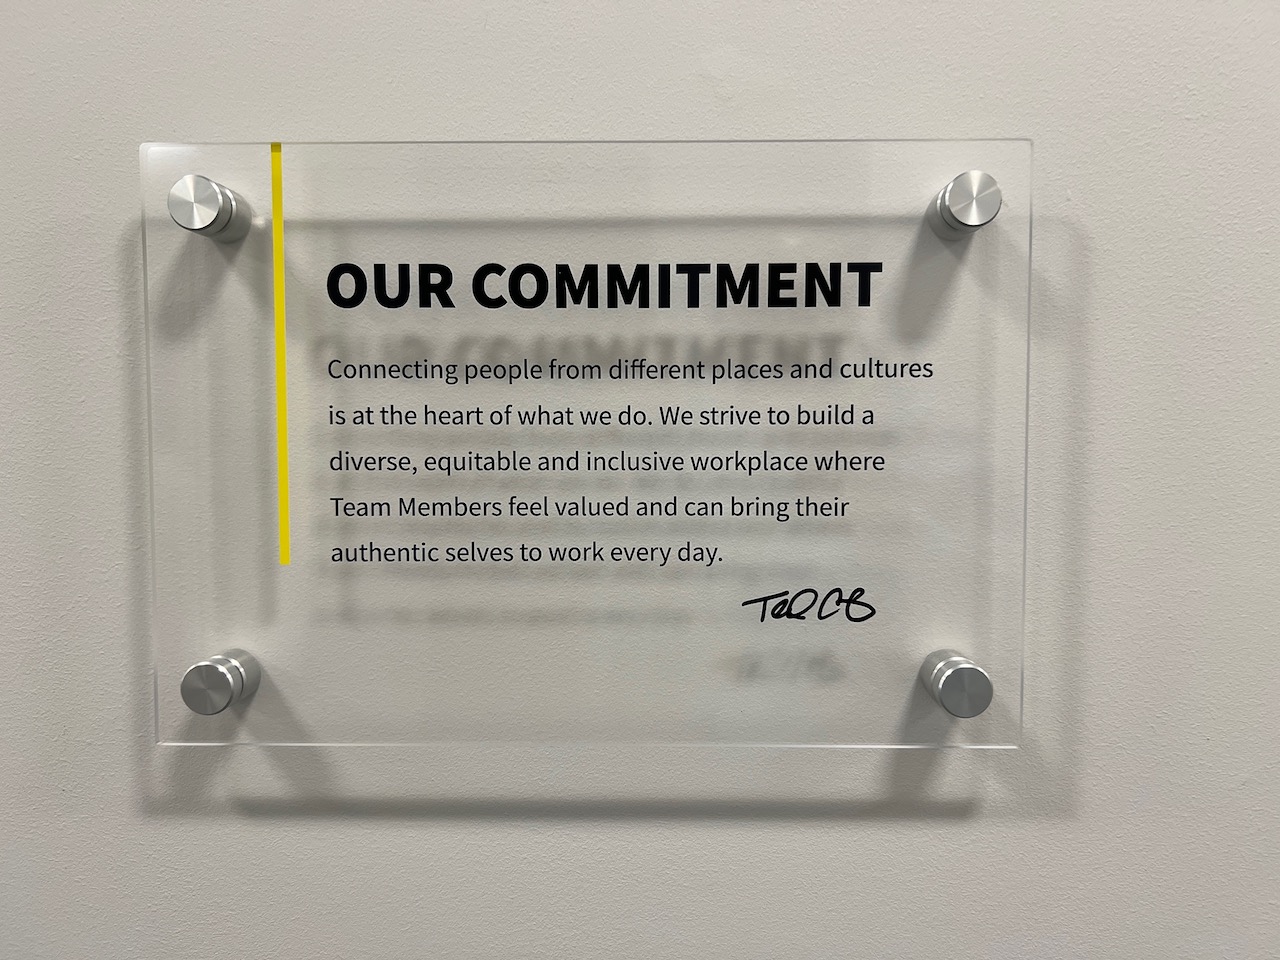 OUR COMMITMENT
Connecting people from different places and cultures
is at the heart of what we do. We strive to build a
diverse, equitable and inclusive workplace where
Team Members feel valued and can bring their
authentic selves to work every day.